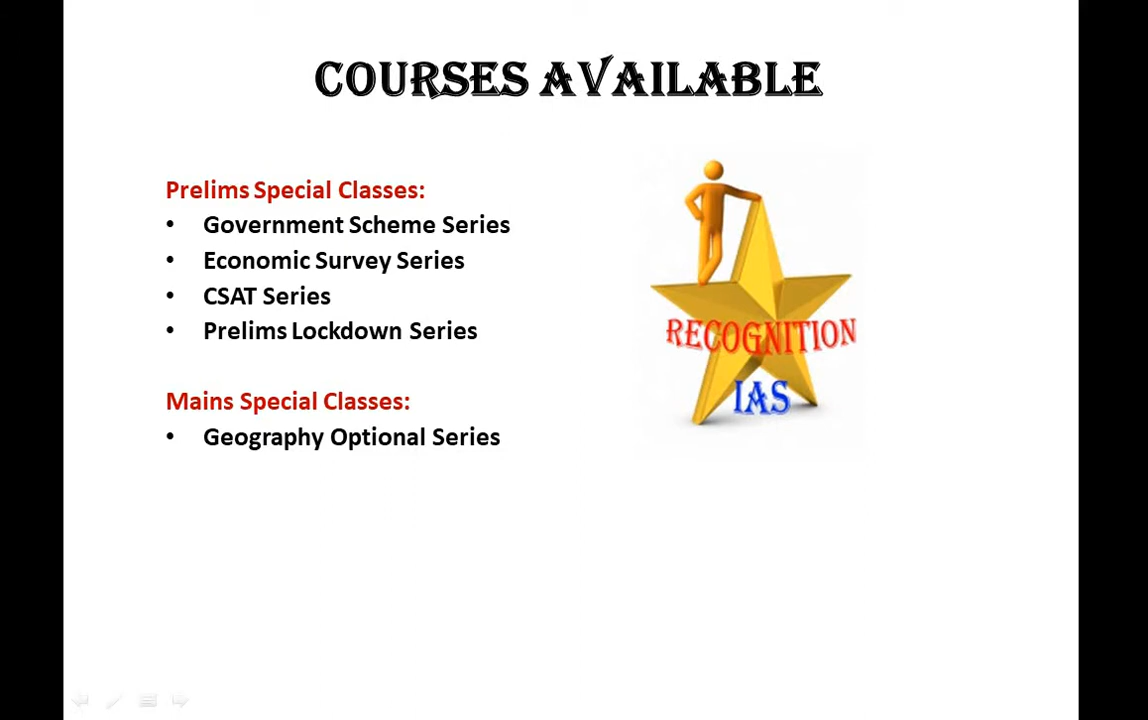 COURSES AVAILABLE
Prelims Special Classes:
• Government Scheme Series
• Economic Survey Series
• CSAT Series
• Prelims Lockdown Series
Mains Special Classes:
• Geography Optional Series
RECOGNITION
IAS